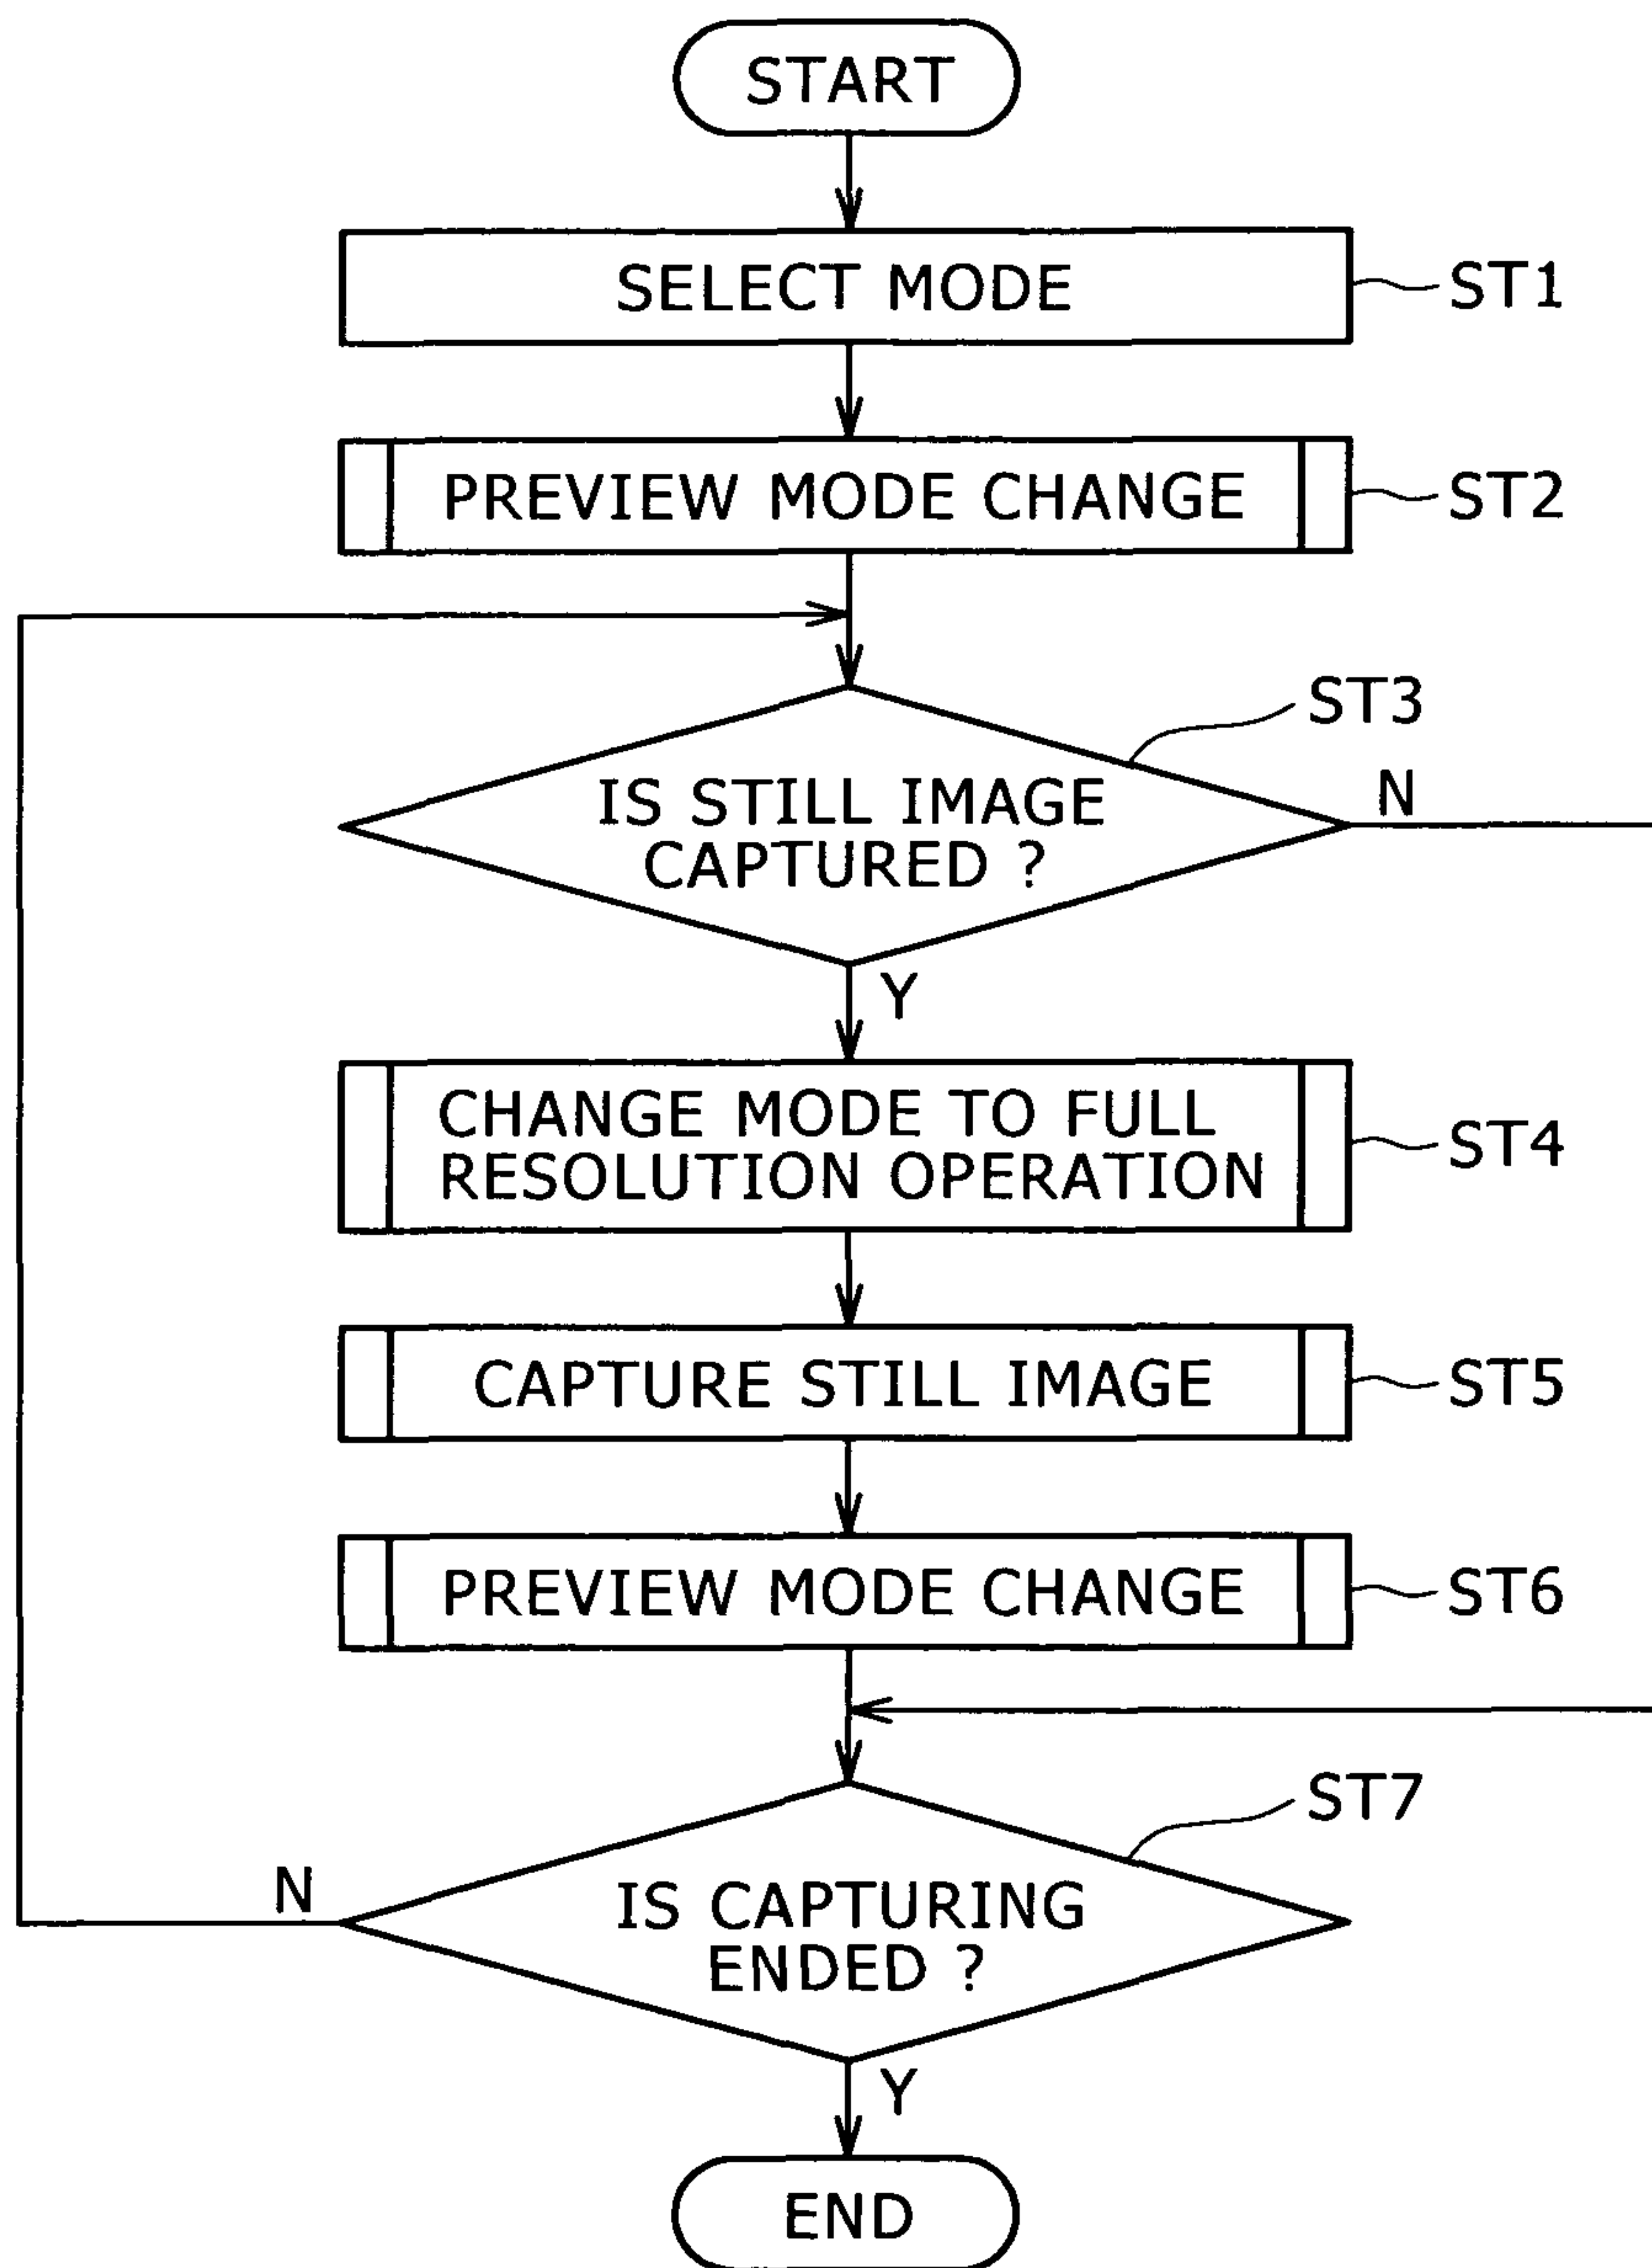 START
SELECT MODE
ST1
PREVIEW MODE CHANGE
ST2
ST3
IS STILL IMAGE
CAPTURED ?
N
Y
CHANGE MODE TO FULL
RESOLUTION OPERATION
ST4
CAPTURE STILL IMAGE
ST5
PREVIEW MODE CHANGE
ST6
ST7
N
IS CAPTURING
ENDED ?
Y
END